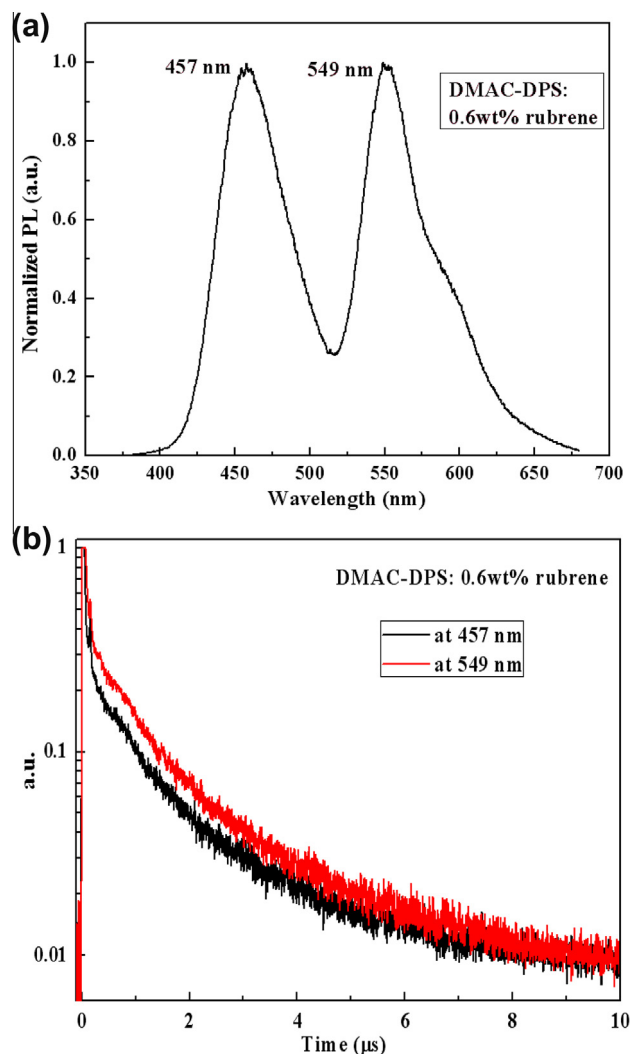 (a)
457 nm
549 nm
DMAC-DPS:
0.6wt% rubrene
Normalized PL (a.u.)
1.0
0.8
0.6
0.4
0.2
0.0
350 400 450 500 550 600 650 700
Wavelength (nm)
(b)
DMAC-DPS: 0.6wt% rubrene
at 457 nm
at 549 nm
a.u.
1
0.1
0.01
0 2 4 6 8 10
Time (μs)